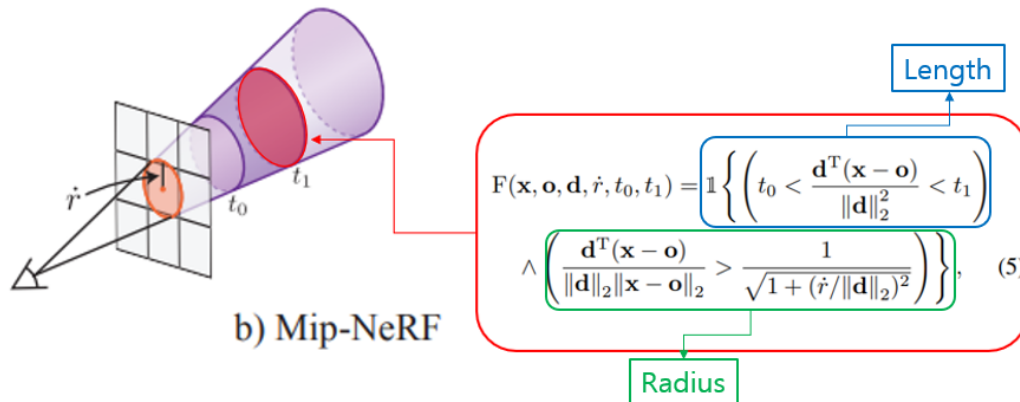 Length
F(x, o, d, ṙ, t₀, t₁) = 𝟙{(t₀ < dᵀ(x − o) / ‖d‖₂² < t₁)
∧ (dᵀ(x − o) / ‖d‖₂‖x − o‖₂ > 1 / √(1 + (ṙ/‖d‖₂)²))}, (5)
ṙ
t₀
t₁
b) Mip-NeRF
Radius